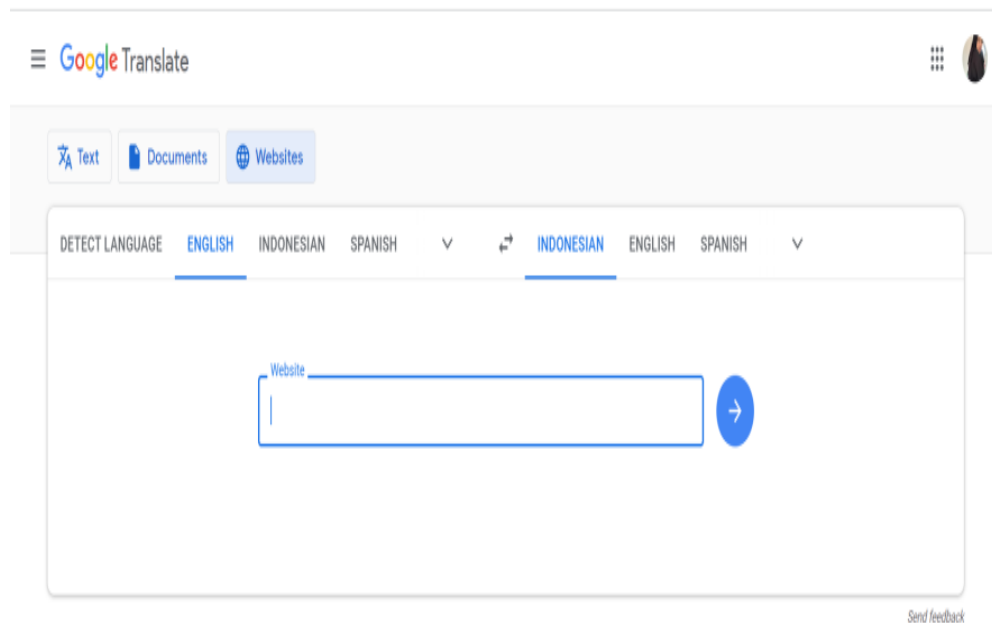 Google Translate
Text Documents Websites
DETECT LANGUAGE ENGLISH INDONESIAN SPANISH INDONESIAN ENGLISH SPANISH
Website
Send feedback